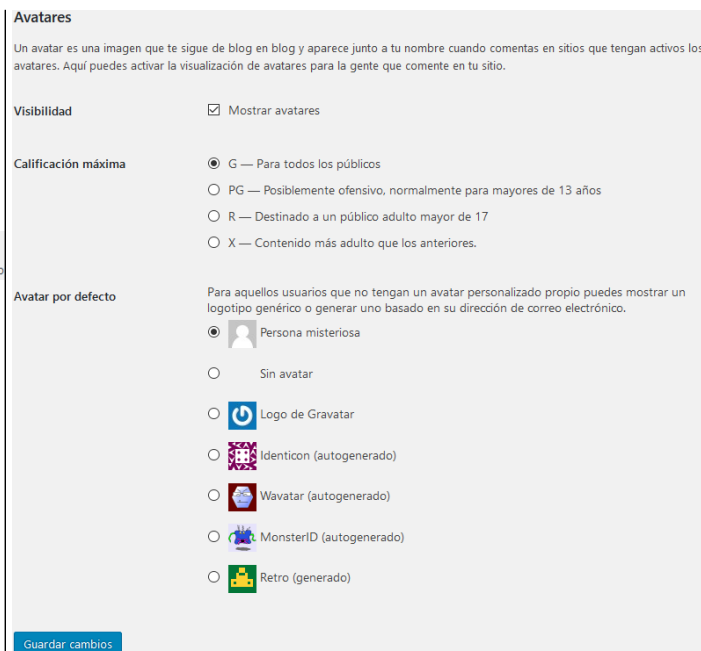 Avatares
Un avatar es una imagen que te sigue de blog en blog y aparece junto a tu nombre cuando comentas en sitios que tengan activos los
avatares. Aquí puedes activar la visualización de avatares para la gente que comente en tu sitio.
Visibilidad
Mostrar avatares
Calificación máxima
G — Para todos los públicos
PG — Posiblemente ofensivo, normalmente para mayores de 13 años
R — Destinado a un público adulto mayor de 17
X — Contenido más adulto que los anteriores.
Avatar por defecto
Para aquellos usuarios que no tengan un avatar personalizado propio puedes mostrar un
logotipo genérico o generar uno basado en su dirección de correo electrónico.
Persona misteriosa
Sin avatar
Logo de Gravatar
Identicon (autogenerado)
Wavatar (autogenerado)
MonsterID (autogenerado)
Retro (generado)
Guardar cambios